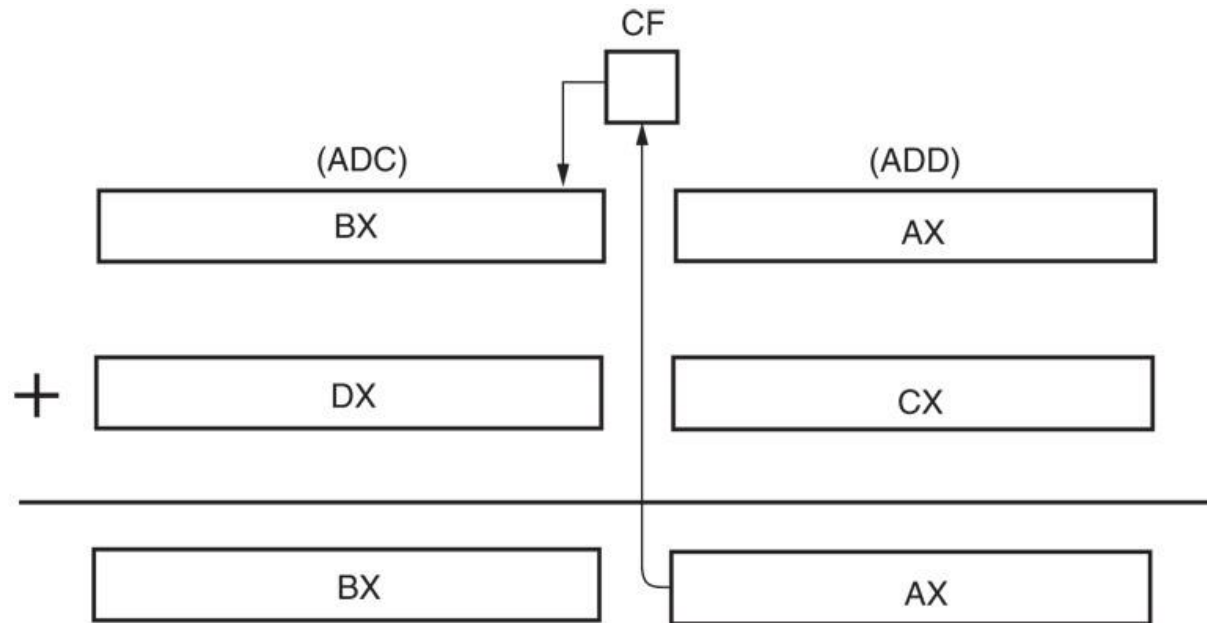 CF
(ADC) (ADD)
BX AX
+ DX CX
BX AX